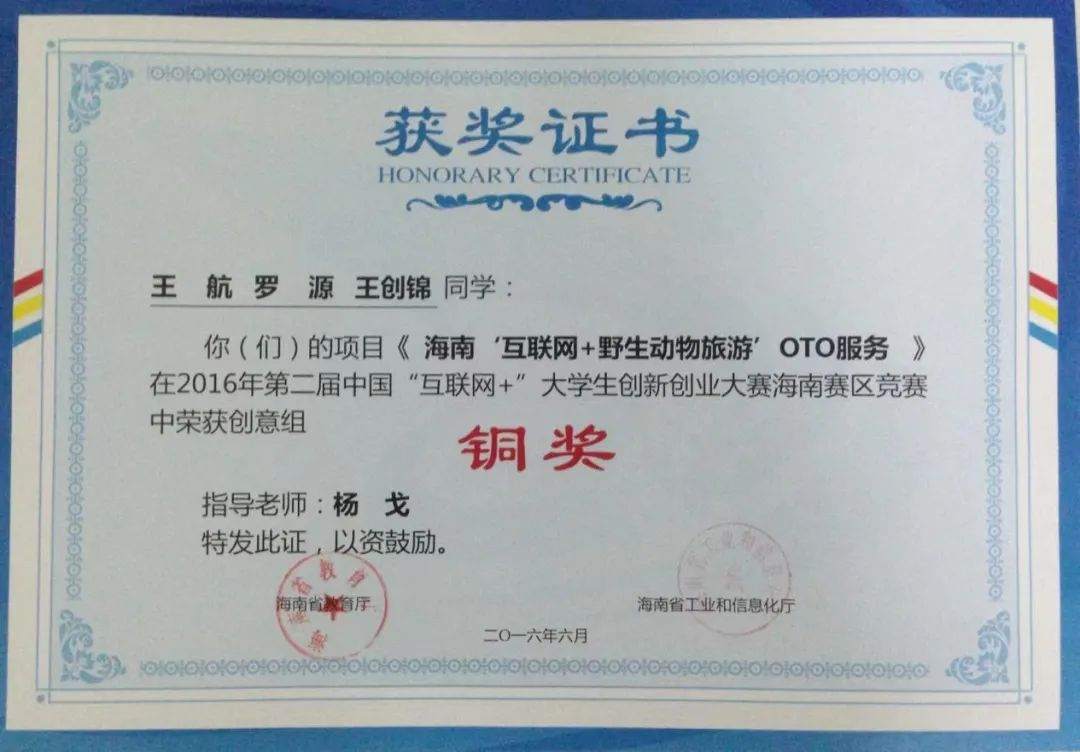 获奖证书
HONORARY CERTIFICATE
王 航 罗 源 王创锦 同学：
你（们）的项目《 海南‘互联网+野生动物旅游’OTO服务 》
在2016年第二届中国“互联网+”大学生创新创业大赛海南赛区竞赛
中荣获创意组
铜奖
指导老师：杨 戈
特发此证，以资鼓励。
海南省教育厅
海南省工业和信息化厅
二〇一六年六月